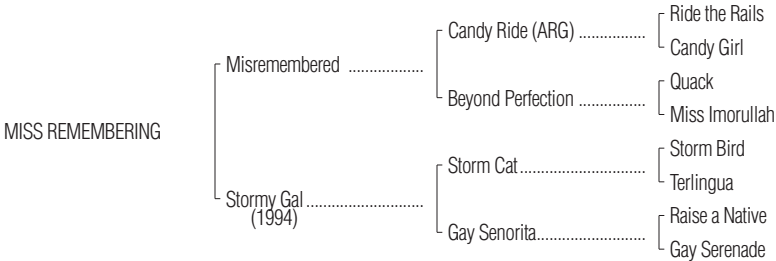 Ride the Rails
Candy Ride (ARG) ................
Candy Girl
Misremembered ..................
Quack
Beyond Perfection ................
Miss Imorullah
MISS REMEMBERING
Storm Bird
Storm Cat..............................
Terlingua
Stormy Gal............................
(1994)
Raise a Native
Gay Senorita..........................
Gay Serenade